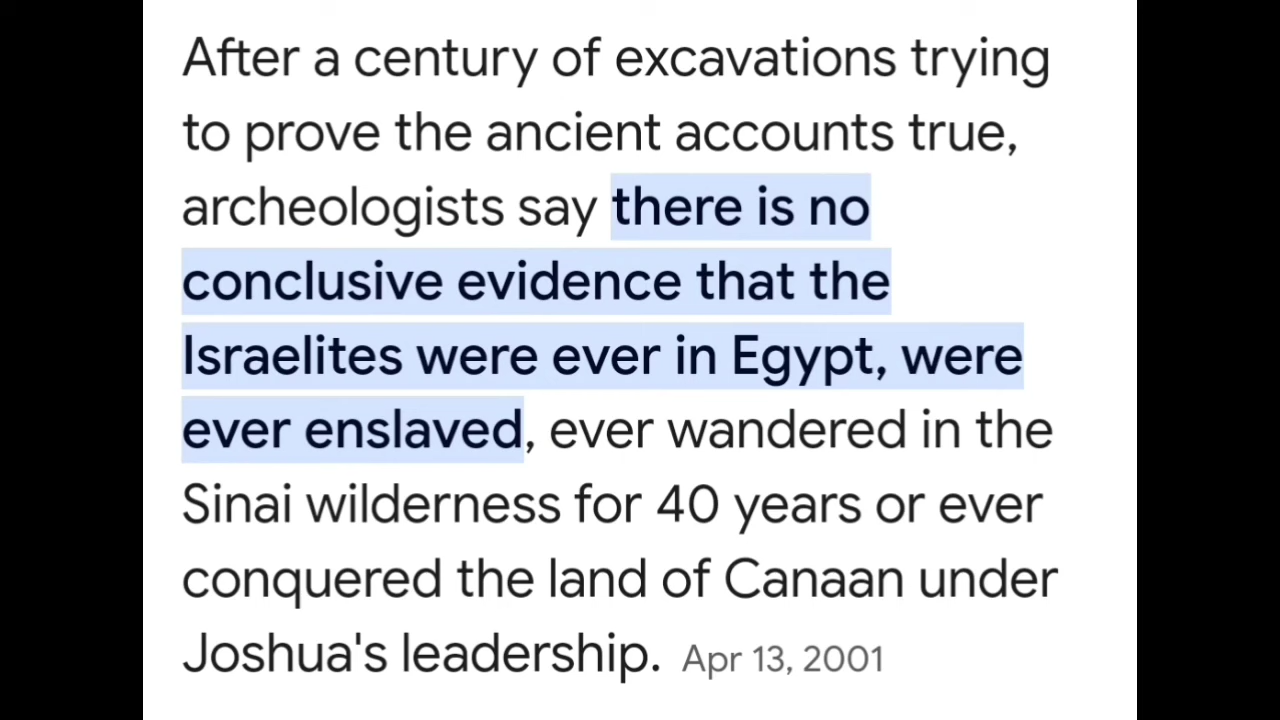 After a century of excavations trying
to prove the ancient accounts true,
archeologists say there is no
conclusive evidence that the
Israelites were ever in Egypt, were
ever enslaved, ever wandered in the
Sinai wilderness for 40 years or ever
conquered the land of Canaan under
Joshua's leadership. Apr 13, 2001